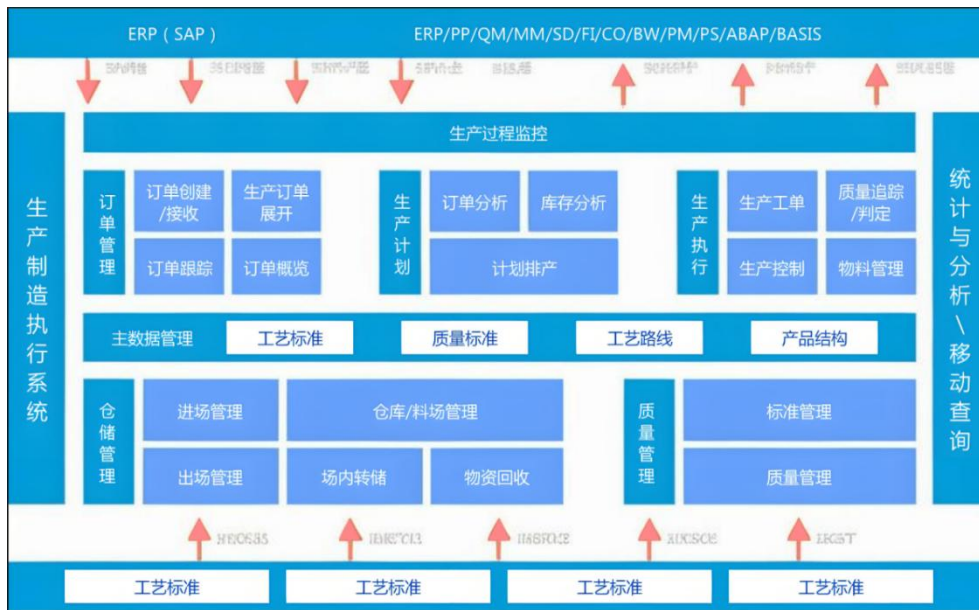 ERP（SAP）
ERP/PP/QM/MM/SD/FI/CO/BW/PM/PS/ABAP/BASIS
生产制造执行系统
生产过程监控
订单管理
订单创建
/接收
生产订单
展开
订单跟踪
订单概览
生产计划
订单分析
库存分析
计划排产
生产执行
生产工单
质量追踪
/判定
生产控制
物料管理
主数据管理
工艺标准
质量标准
工艺路线
产品结构
仓储管理
进场管理
仓库/料场管理
出场管理
场内转储
物资回收
质量管理
标准管理
质量管理
统计与分析\移动查询
工艺标准
工艺标准
工艺标准
工艺标准